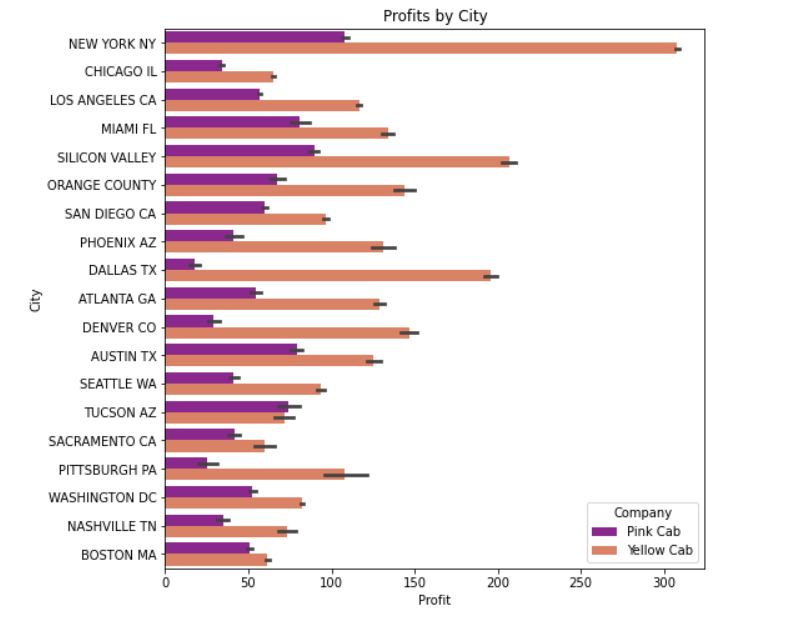 Profits by City
NEW YORK NY
CHICAGO IL
LOS ANGELES CA
MIAMI FL
SILICON VALLEY
ORANGE COUNTY
SAN DIEGO CA
PHOENIX AZ
DALLAS TX
ATLANTA GA
DENVER CO
AUSTIN TX
SEATTLE WA
TUCSON AZ
SACRAMENTO CA
PITTSBURGH PA
WASHINGTON DC
NASHVILLE TN
BOSTON MA
City
Company
Pink Cab
Yellow Cab
0 50 100 150 200 250 300
Profit